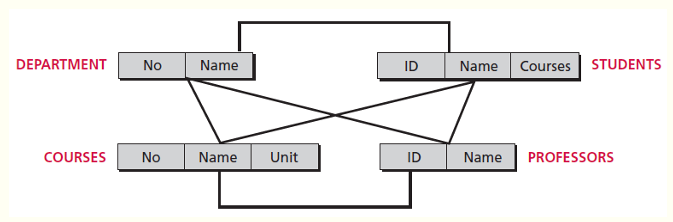 DEPARTMENT No Name
ID Name Courses STUDENTS
COURSES No Name Unit
ID Name PROFESSORS